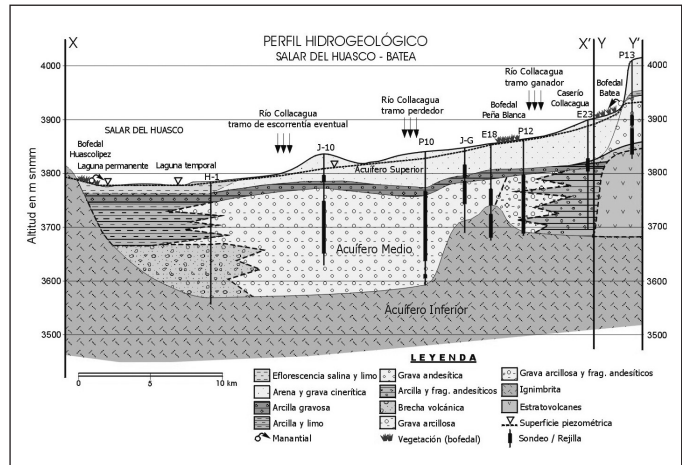 X
PERFIL HIDROGEOLÓGICO
SALAR DEL HUASCO - BATEA
X' Y Y'
P13
4000
4000
Río Collacagua
tramo ganador
Bofedal
Batea
Río Collacagua
tramo de escorrentía eventual
Río Collacagua
tramo perdedor
Bofedal
Peña Blanca
Caserío
Collacagua
E23
3900
3900
SALAR DEL HUASCO
Bofedal
Huascolipez
Laguna permanente
Laguna temporal
H-1
J-10
P10
J-G
E18
P12
Acuífero Superior
3800
3800
Altitud en m snmm
3700
3700
Acuífero Medio
3600
3600
Acuífero Inferior
3500
3500
0
5
10 km
LEYENDA
Eflorescencia salina y limo
Arena y grava cinerítica
Arcilla gravosa
Arcilla y limo
Manantial
Grava andesítica
Arcilla y frag. andesíticos
Brecha volcánica
Grava arcillosa
Vegetación (bofedal)
Grava arcillosa y frag. andesíticos
Ignimbrita
Estratovolcanes
Superficie piezométrica
Sondeo / Rejilla